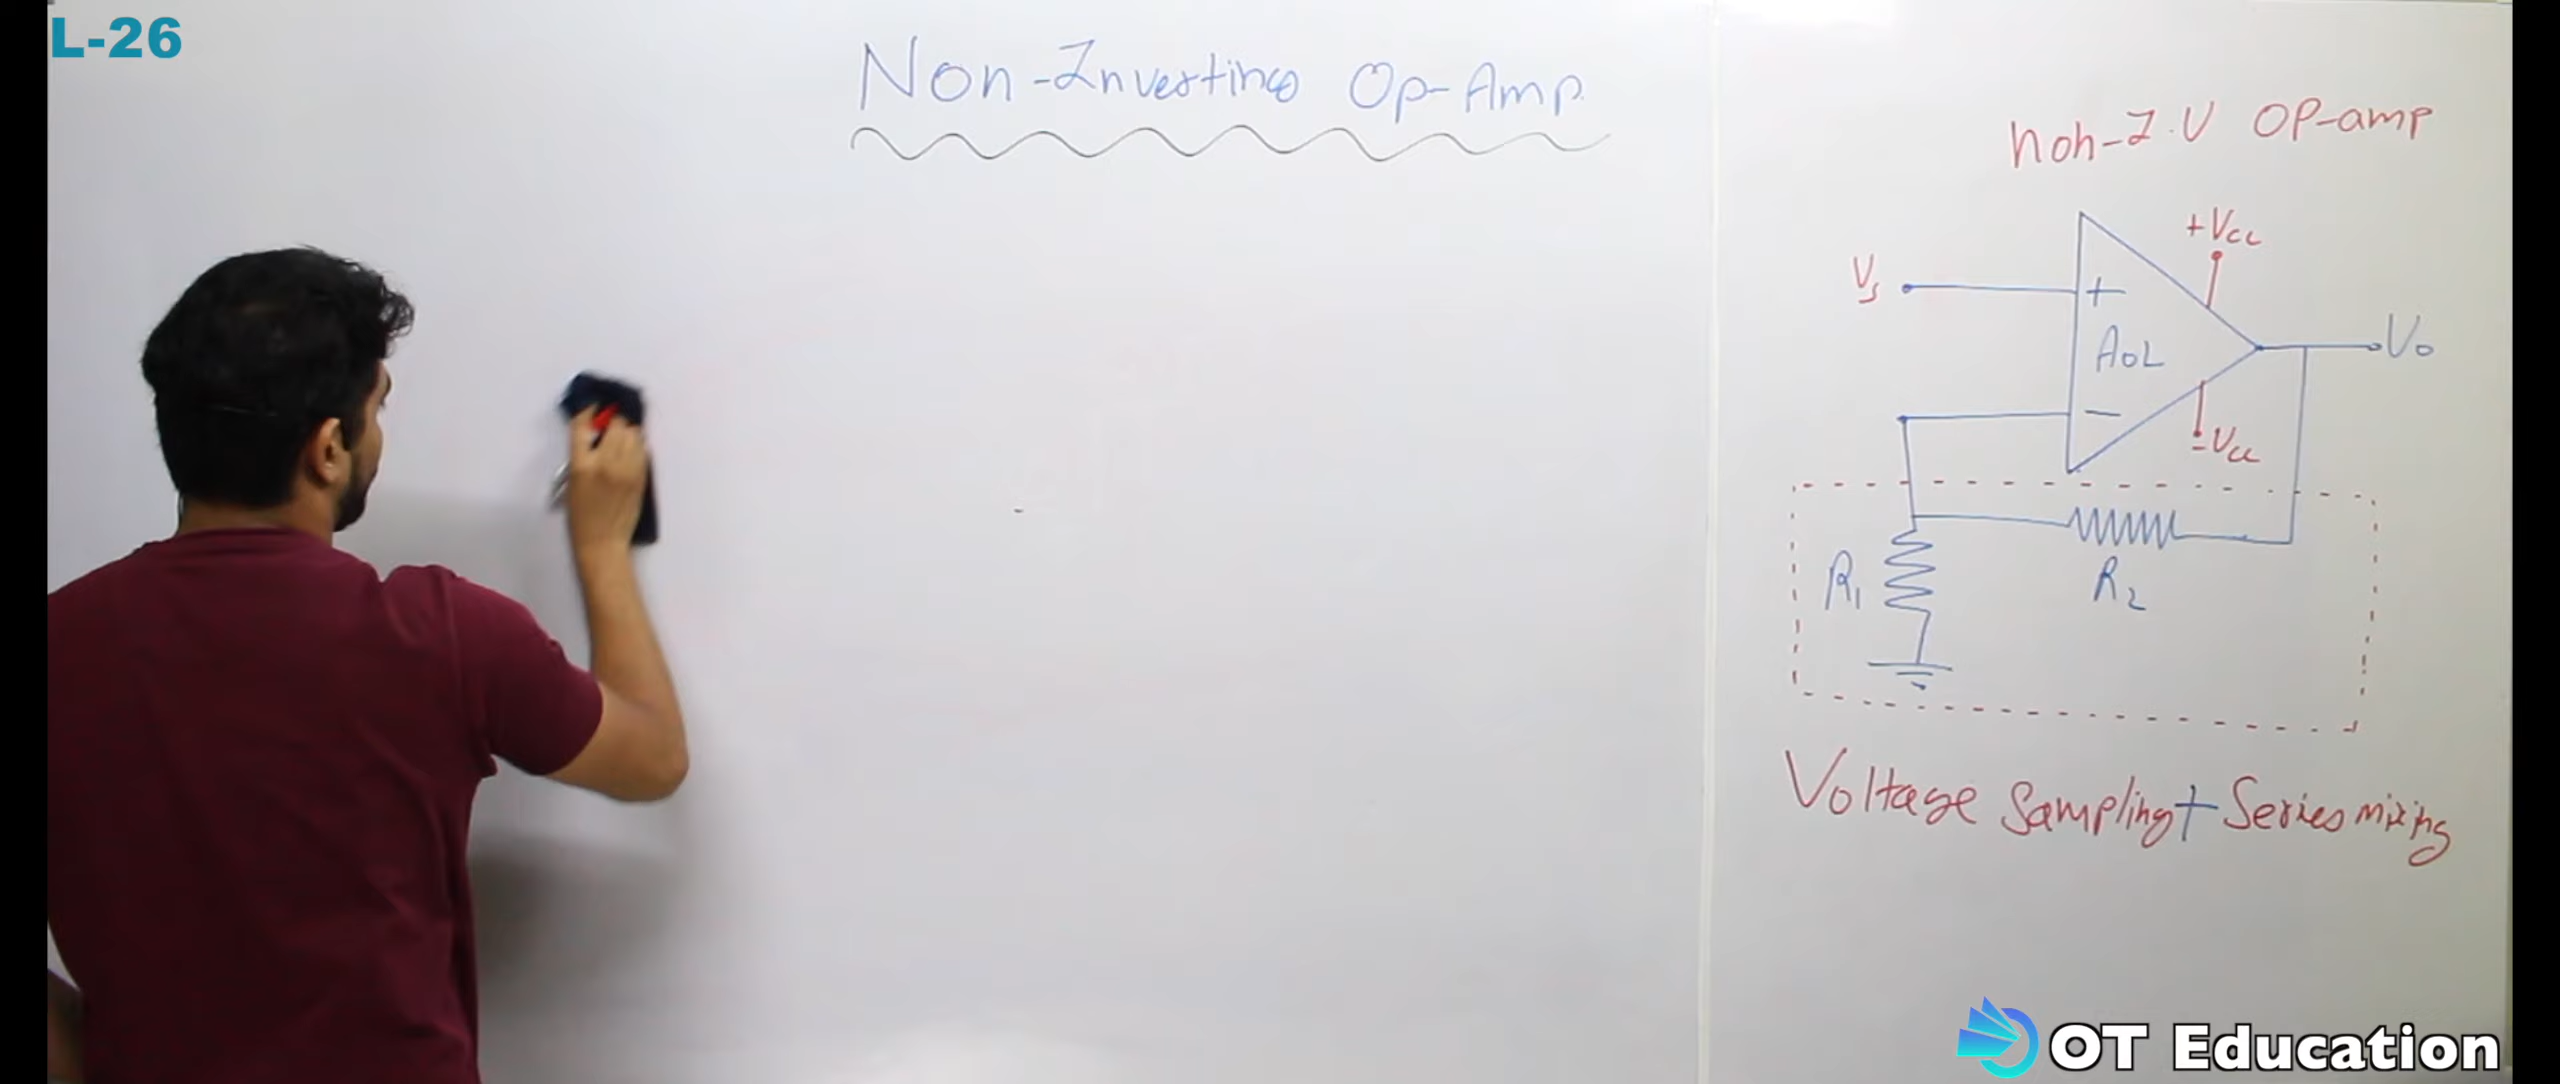 L-26
Non-Inverting Op-Amp
non-I.V OP-amp
+Vcc
Vs
+
AOL
Vo
-
-Vcc
R1
R2
Voltage Sampling + Series mixing
OT Education